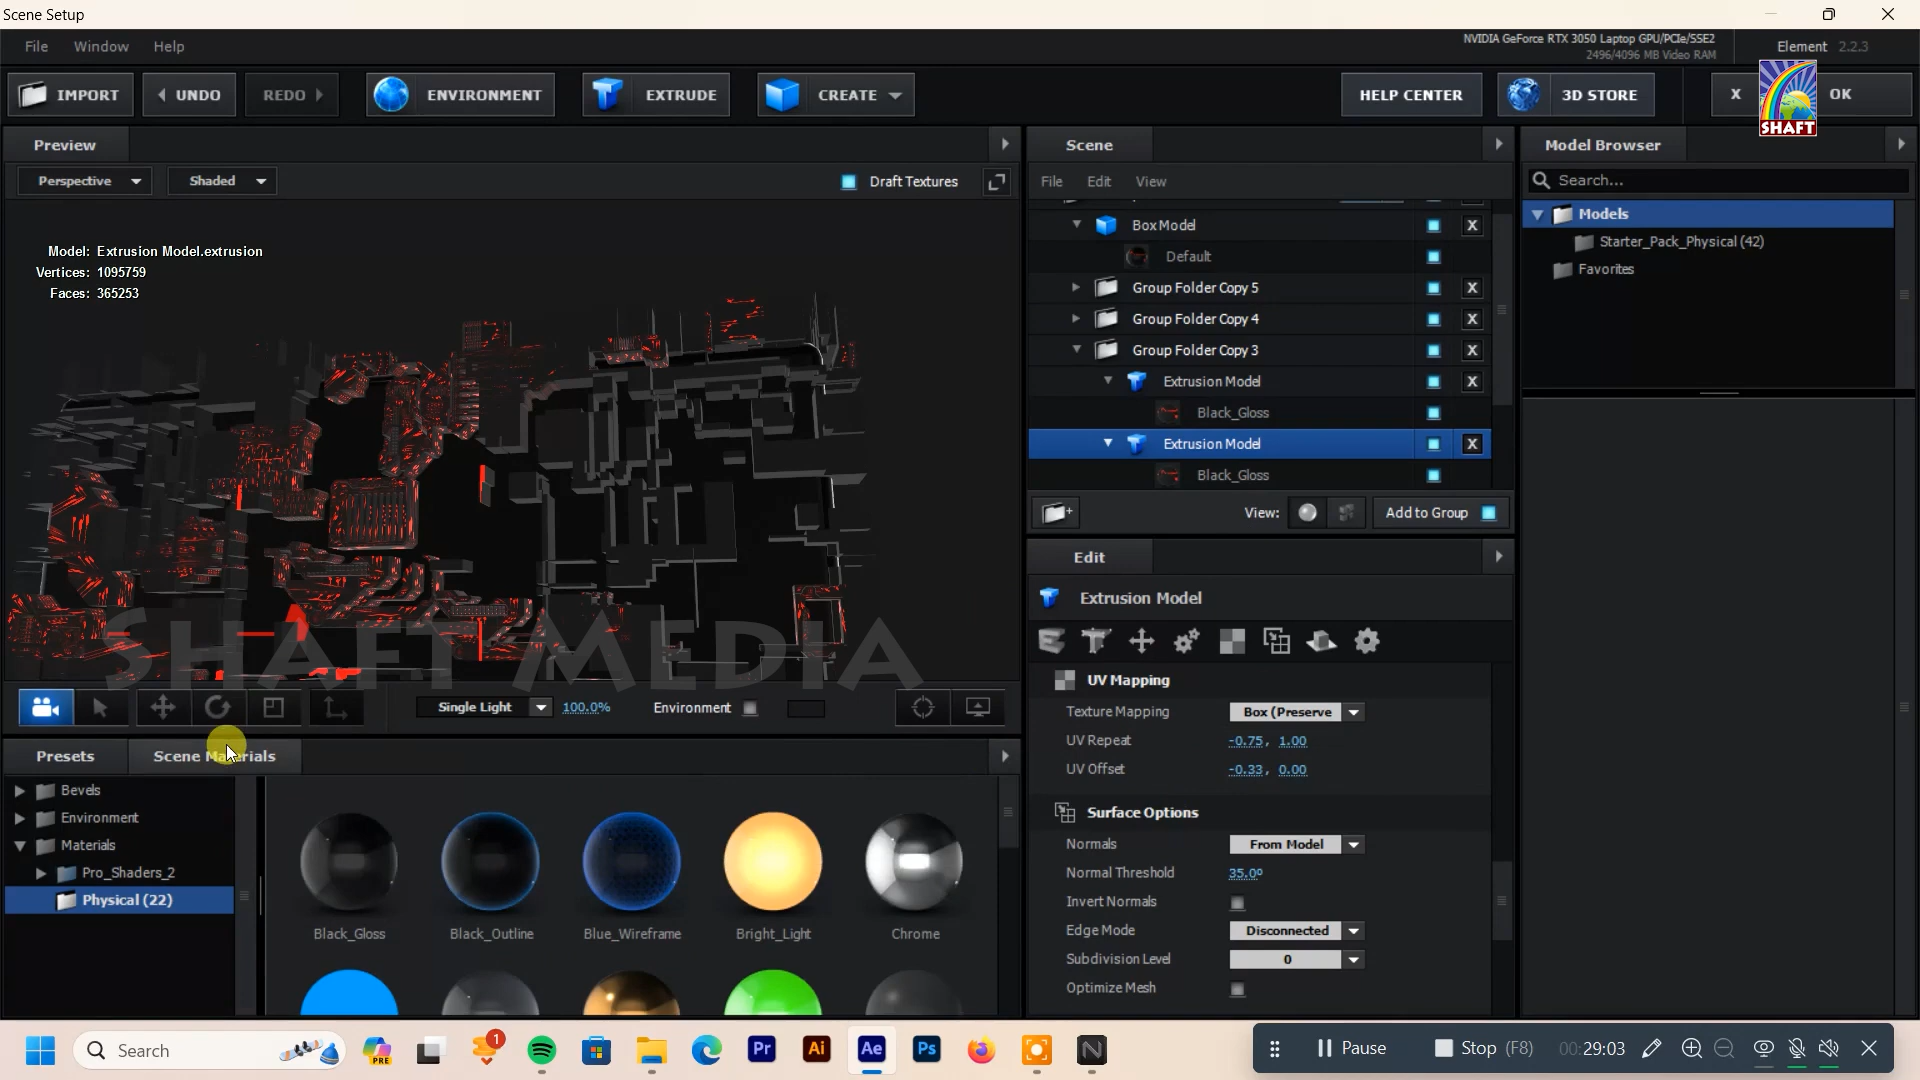 Scene Setup
File Window Help
NVIDIA GeForce RTX 3050 Laptop GPU/PCIe/SSE2
2496/4096 MB Video RAM
Element 2.2.3
IMPORT UNDO REDO ENVIRONMENT EXTRUDE CREATE HELP CENTER 3D STORE X OK
SHAFT
Preview
Perspective Shaded Draft Textures
Model: Extrusion Model.extrusion
Vertices: 1095759
Faces: 365253
SHAFT MEDIA
Single Light 100.0% Environment
Scene
File Edit View
Box Model X
Default
Group Folder Copy 5 X
Group Folder Copy 4 X
Group Folder Copy 3 X
Extrusion Model X
Black_Gloss
Extrusion Model X
Black_Gloss
View: Add to Group
Edit
Extrusion Model
UV Mapping
Texture Mapping Box (Preserve
UV Repeat -0.75, 1.00
UV Offset -0.33, 0.00
Surface Options
Normals From Model
Normal Threshold 35.0º
Invert Normals
Edge Mode Disconnected
Subdivision Level 0
Optimize Mesh
Model Browser
Search...
Models
Starter_Pack_Physical (42)
Favorites
Presets Scene Materials
Bevels
Environment
Materials
Pro_Shaders_2
Physical (22)
Black_Gloss Black_Outline Blue_Wireframe Bright_Light Chrome
Search PRE 1 Pr Ai Ae Ps N
Pause Stop (F8) 00:29:03